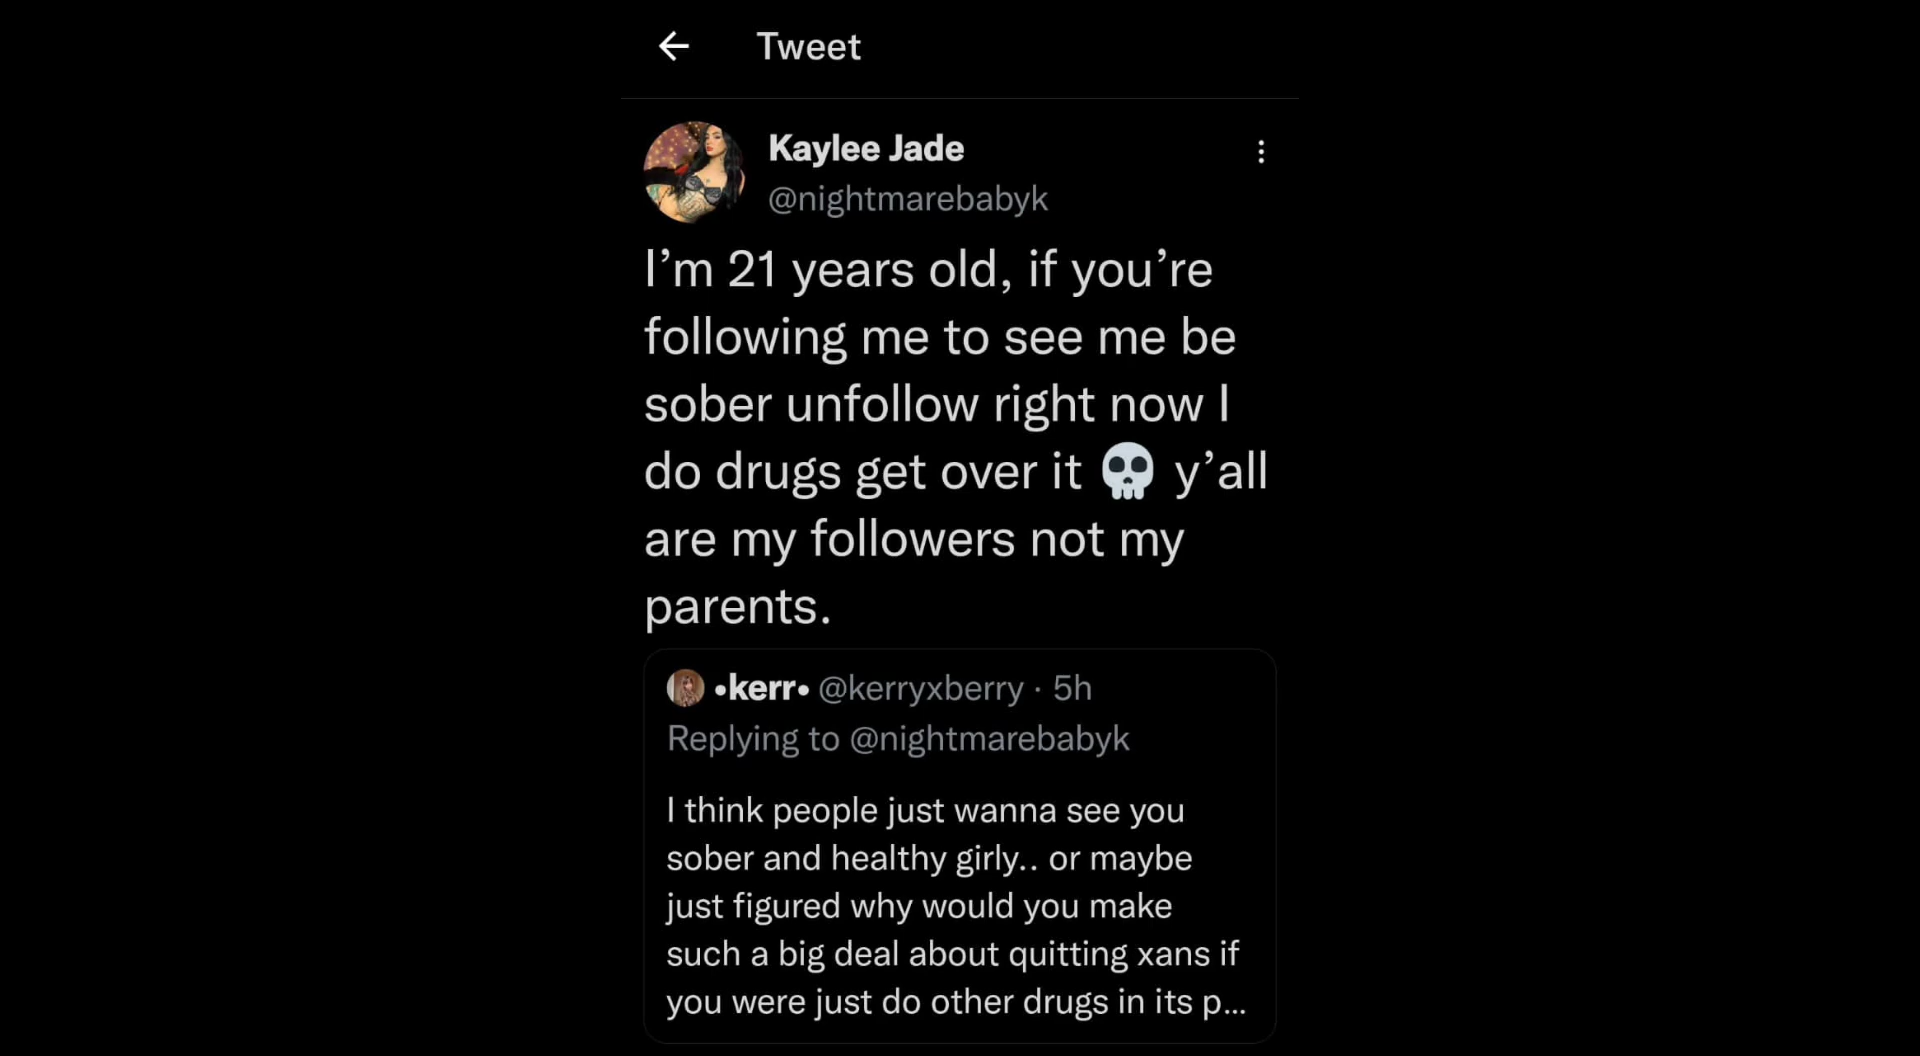 Tweet
Kaylee Jade
@nightmarebabyk
I’m 21 years old, if you’re
following me to see me be
sober unfollow right now I
do drugs get over it 💀 y’all
are my followers not my
parents.
•kerr• @kerryxberry · 5h
Replying to @nightmarebabyk
I think people just wanna see you
sober and healthy girly.. or maybe
just figured why would you make
such a big deal about quitting xans if
you were just do other drugs in its p...